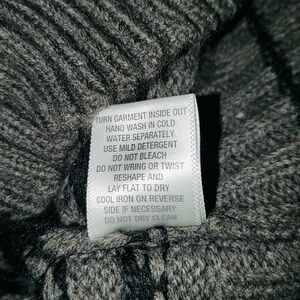 TURN GARMENT INSIDE OUT
HAND WASH IN COLD
WATER SEPARATELY
USE MILD DETERGENT
DO NOT BLEACH
DO NOT WRING OR TWIST
RESHAPE AND
LAY FLAT TO DRY
COOL IRON ON REVERSE
SIDE IF NECESSARY
DO NOT DRY CLEAN